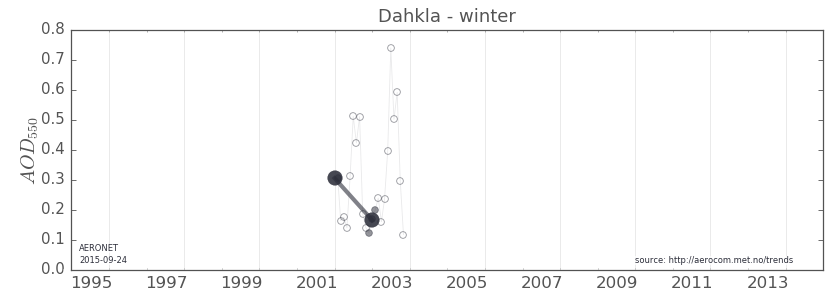 Dahkla - winter
0.8
0.7
0.6
0.5
0.4
0.3
0.2
0.1
0.0
AOD550
AERONET
2015-09-24
source: http://aerocom.met.no/trends
1995 1997 1999 2001 2003 2005 2007 2009 2011 2013